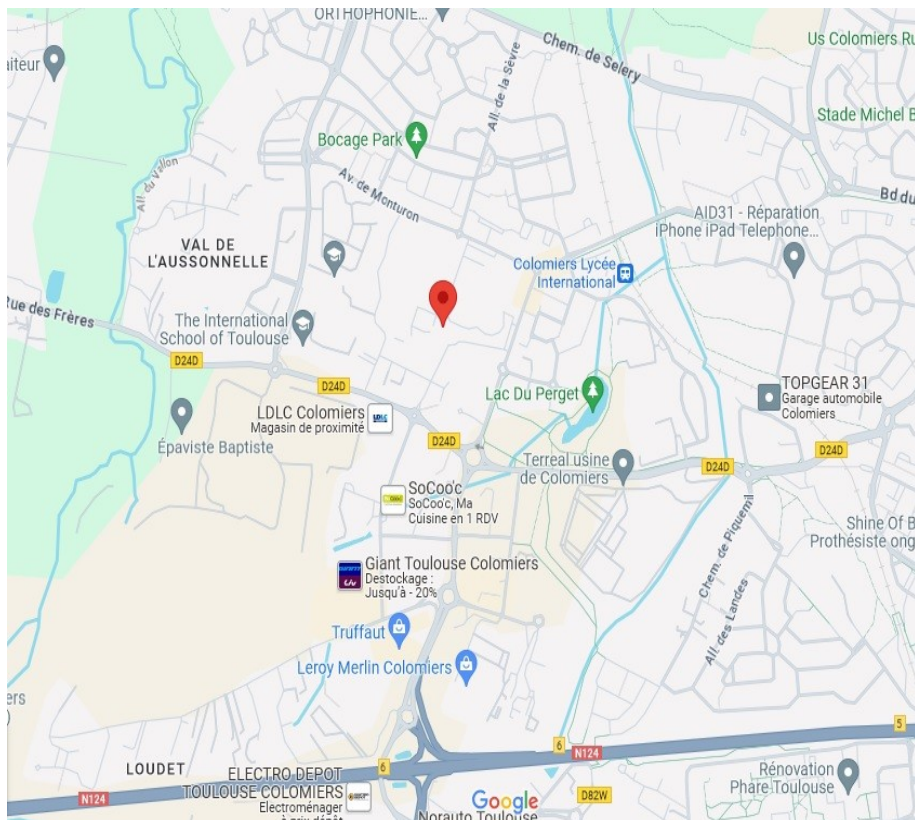 ORTHOPHONIE...
Us Colomiers Ru
Chem. de Selery
aiteur
All. de la Sèvre
Stade Michel B
Bocage Park
All. du Vallon
Av. de Monturon
Bd du
AID31 - Réparation
iPhone iPad Telephone...
VAL DE
L'AUSSONNELLE
Colomiers Lycée
International
Rue des Frères
The International
School of Toulouse
D24D
D24D
TOPGEAR 31
Garage automobile
Colomiers
Lac Du Perget
LDLC Colomiers
Magasin de proximité
LDLC
Épaviste Baptiste
D24D
D24D
Terreal usine
de Colomiers
D24D
SoCoo'c
SoCoo'c, Ma
Cuisine en 1 RDV
Chem. de Piquemil
Shine Of B
Prothésiste ong
Giant Toulouse Colomiers
Destockage :
Jusqu'à - 20%
Liv
All. des Landes
Truffaut
Leroy Merlin Colomiers
ers
)
5
6
N124
LOUDET
6
ELECTRO DEPOT
TOULOUSE COLOMIERS
Electroménager
à prix dépôt
N124
Google
Norauto Toulouse
D82W
Rénovation
Phare Toulouse